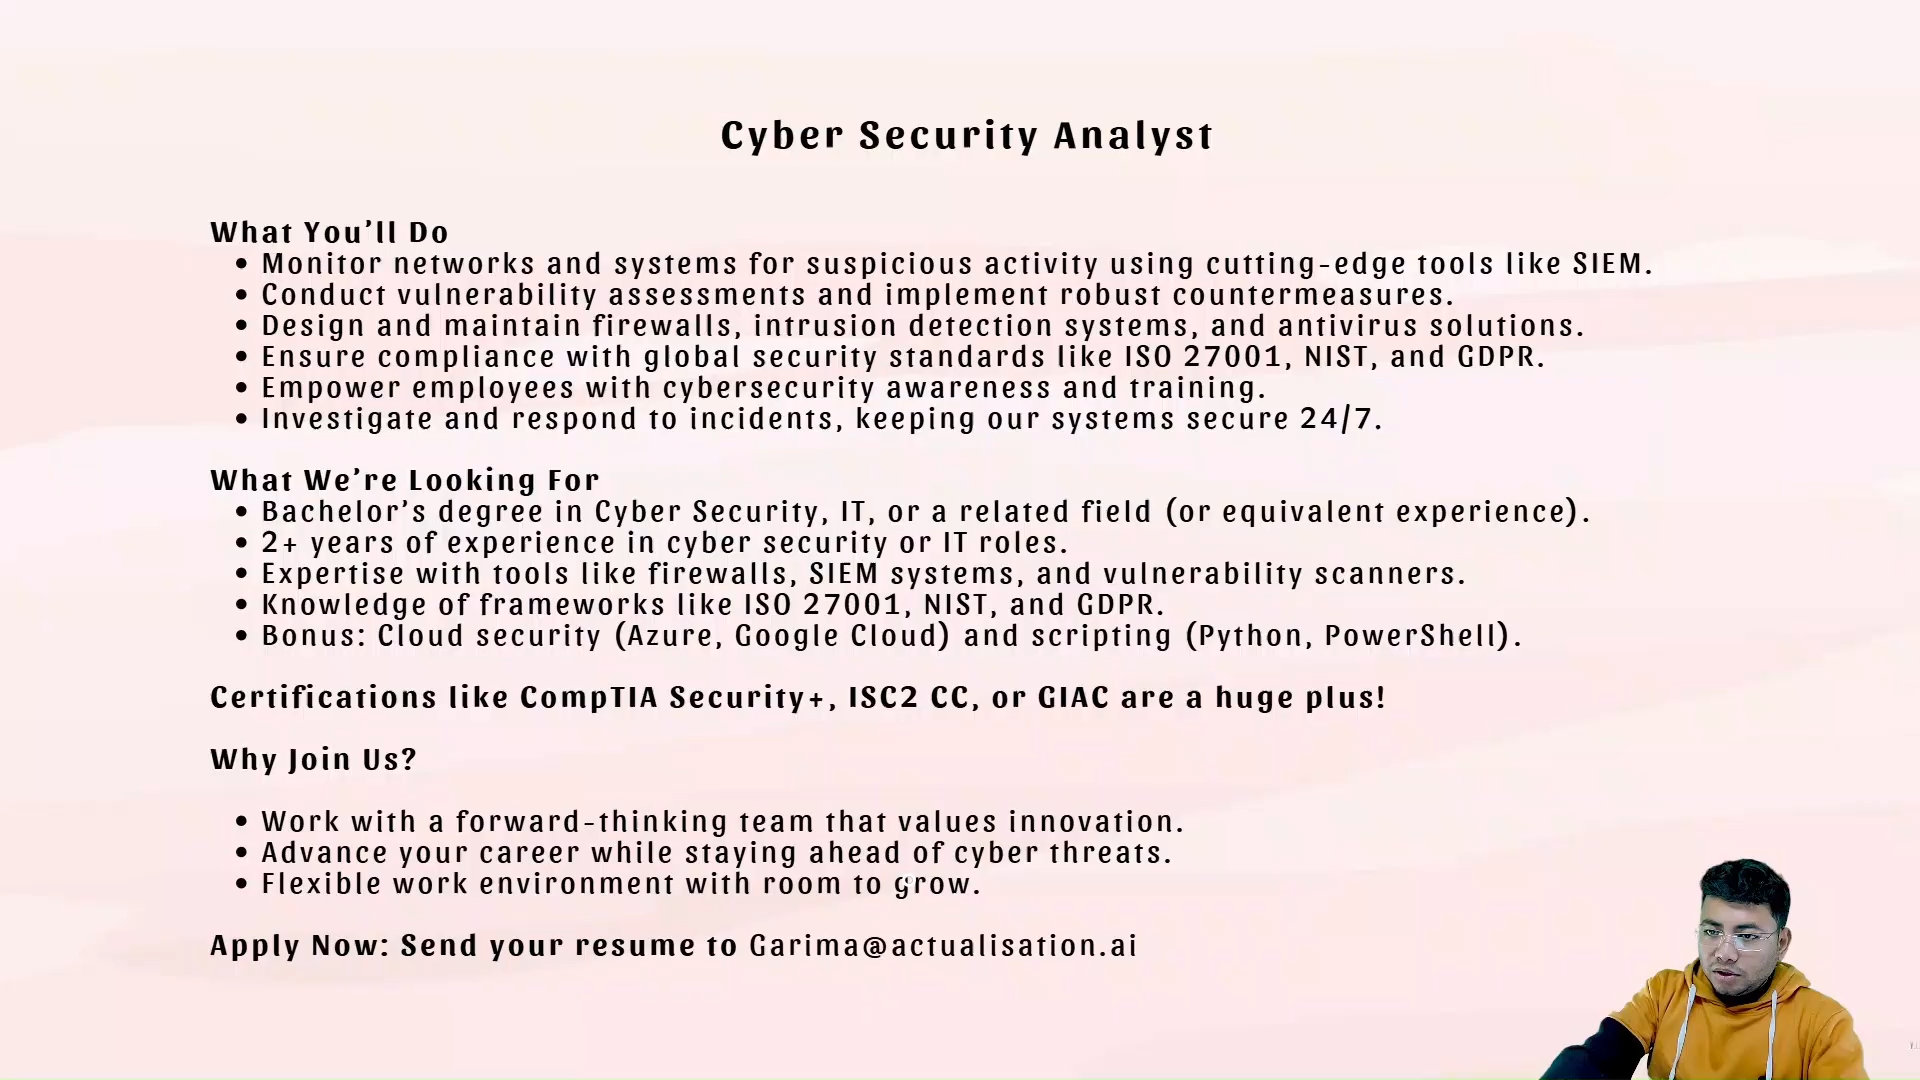 Cyber Security Analyst
What You’ll Do
• Monitor networks and systems for suspicious activity using cutting-edge tools like SIEM.
• Conduct vulnerability assessments and implement robust countermeasures.
• Design and maintain firewalls, intrusion detection systems, and antivirus solutions.
• Ensure compliance with global security standards like ISO 27001, NIST, and GDPR.
• Empower employees with cybersecurity awareness and training.
• Investigate and respond to incidents, keeping our systems secure 24/7.
What We’re Looking For
• Bachelor’s degree in Cyber Security, IT, or a related field (or equivalent experience).
• 2+ years of experience in cyber security or IT roles.
• Expertise with tools like firewalls, SIEM systems, and vulnerability scanners.
• Knowledge of frameworks like ISO 27001, NIST, and GDPR.
• Bonus: Cloud security (Azure, Google Cloud) and scripting (Python, PowerShell).
Certifications like CompTIA Security+, ISC2 CC, or GIAC are a huge plus!
Why Join Us?
• Work with a forward-thinking team that values innovation.
• Advance your career while staying ahead of cyber threats.
• Flexible work environment with room to grow.
Apply Now: Send your resume to Garima@actualisation.ai